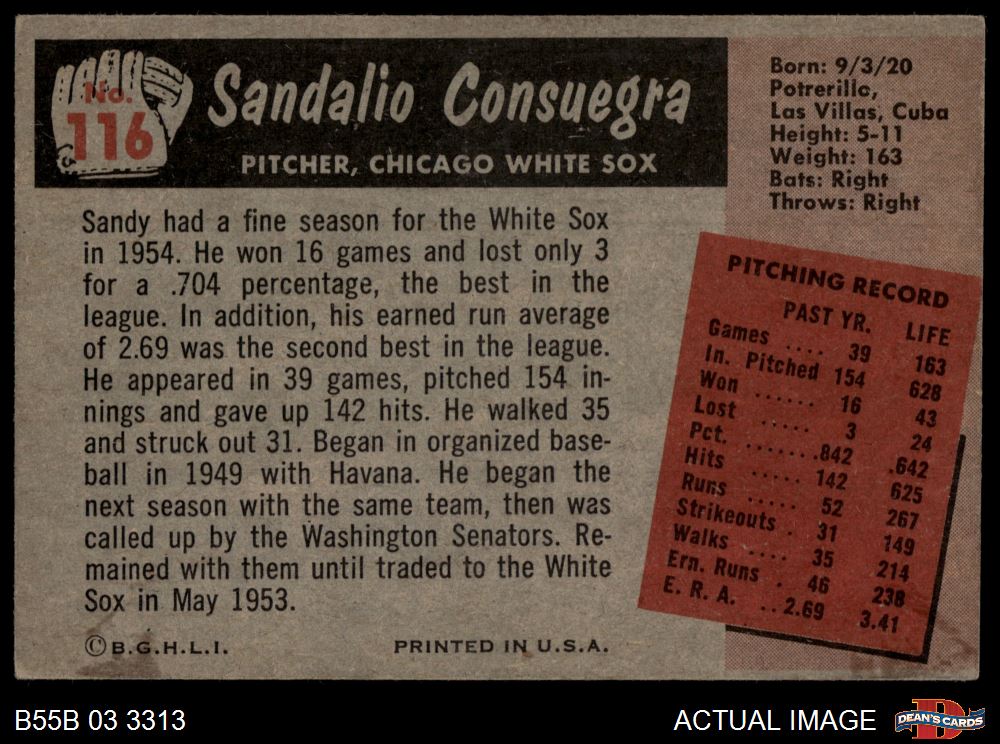 No.
116
Sandalio Consuegra
PITCHER, CHICAGO WHITE SOX
Born: 9/3/20
Potrerillo,
Las Villas, Cuba
Height: 5-11
Weight: 163
Bats: Right
Throws: Right
Sandy had a fine season for the White Sox
in 1954. He won 16 games and lost only 3
for a .704 percentage, the best in the
league. In addition, his earned run average
of 2.69 was the second best in the league.
He appeared in 39 games, pitched 154 in-
nings and gave up 142 hits. He walked 35
and struck out 31. Began in organized base-
ball in 1949 with Havana. He began the
next season with the same team, then was
called up by the Washington Senators. Re-
mained with them until traded to the White
Sox in May 1953.
©B.G.H.L.I. PRINTED IN U.S.A.
PITCHING RECORD
PAST YR. LIFE
Games .... 39 163
In. Pitched 154 628
Won ...... 16 43
Lost ..... 3 24
Pct. .......842 .642
Hits ..... 142 625
Runs ..... 52 267
Strikeouts . 31 149
Walks .... 35 214
Ern. Runs . 46 238
E. R. A. ..2.69 3.41
B55B 03 3313
ACTUAL IMAGE
D
DEAN'S CARDS